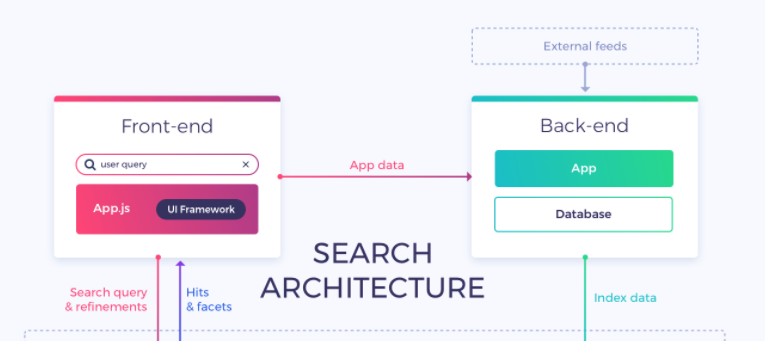 External feeds
Front-end
Back-end
user query
App data
App
App.js
UI Framework
Database
SEARCH
ARCHITECTURE
Search query
& refinements
Hits
& facets
Index data